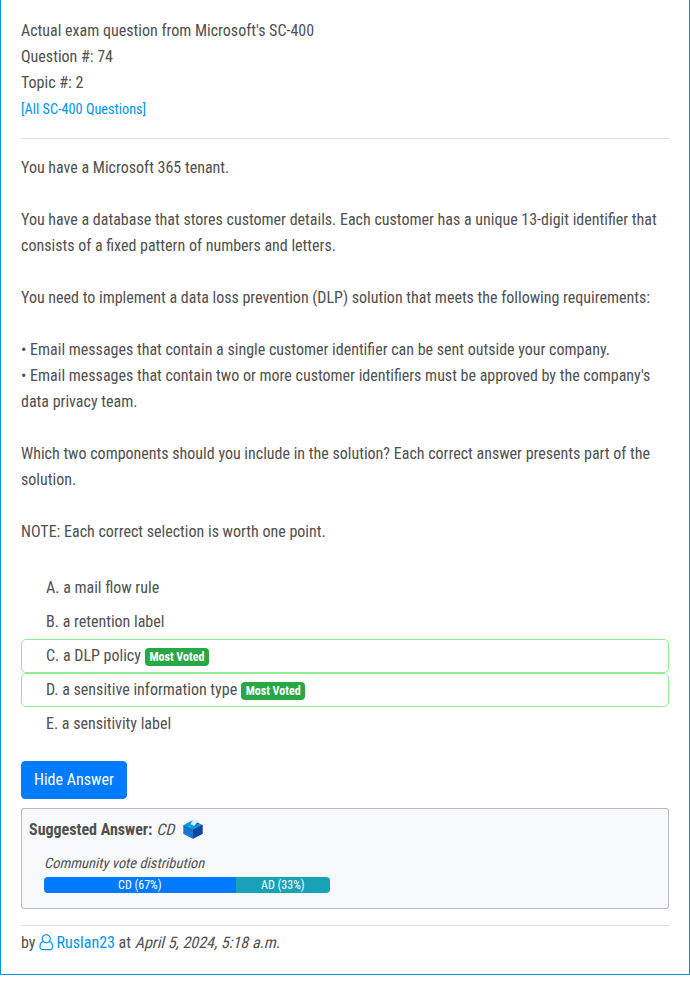 Actual exam question from Microsoft's SC-400
Question #: 74
Topic #: 2
[All SC-400 Questions]
You have a Microsoft 365 tenant.
You have a database that stores customer details. Each customer has a unique 13-digit identifier that
consists of a fixed pattern of numbers and letters.
You need to implement a data loss prevention (DLP) solution that meets the following requirements:
• Email messages that contain a single customer identifier can be sent outside your company.
• Email messages that contain two or more customer identifiers must be approved by the company's
data privacy team.
Which two components should you include in the solution? Each correct answer presents part of the
solution.
NOTE: Each correct selection is worth one point.
A. a mail flow rule
B. a retention label
C. a DLP policy Most Voted
D. a sensitive information type Most Voted
E. a sensitivity label
Hide Answer
Suggested Answer: CD
Community vote distribution
CD (67%) AD (33%)
by Ruslan23 at April 5, 2024, 5:18 a.m.